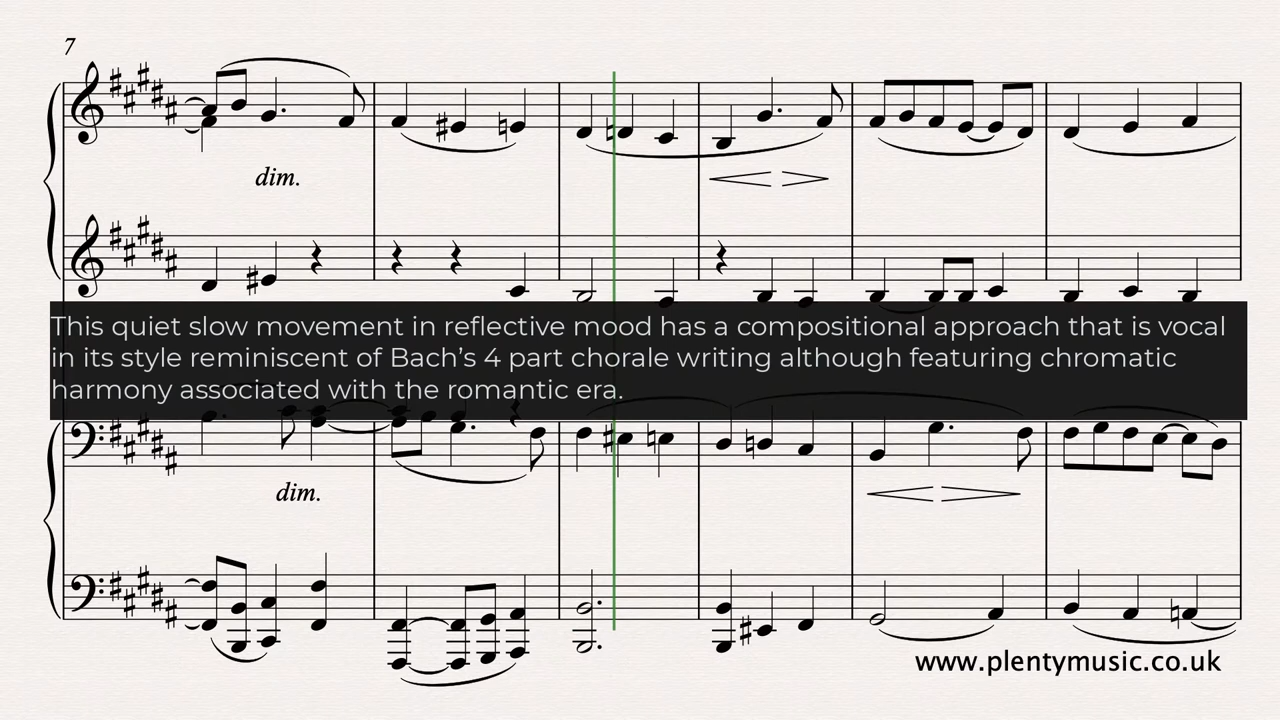 7
dim.
This quiet slow movement in reflective mood has a compositional approach that is vocal
in its style reminiscent of Bach’s 4 part chorale writing although featuring chromatic
harmony associated with the romantic era.
dim.
www.plentymusic.co.uk